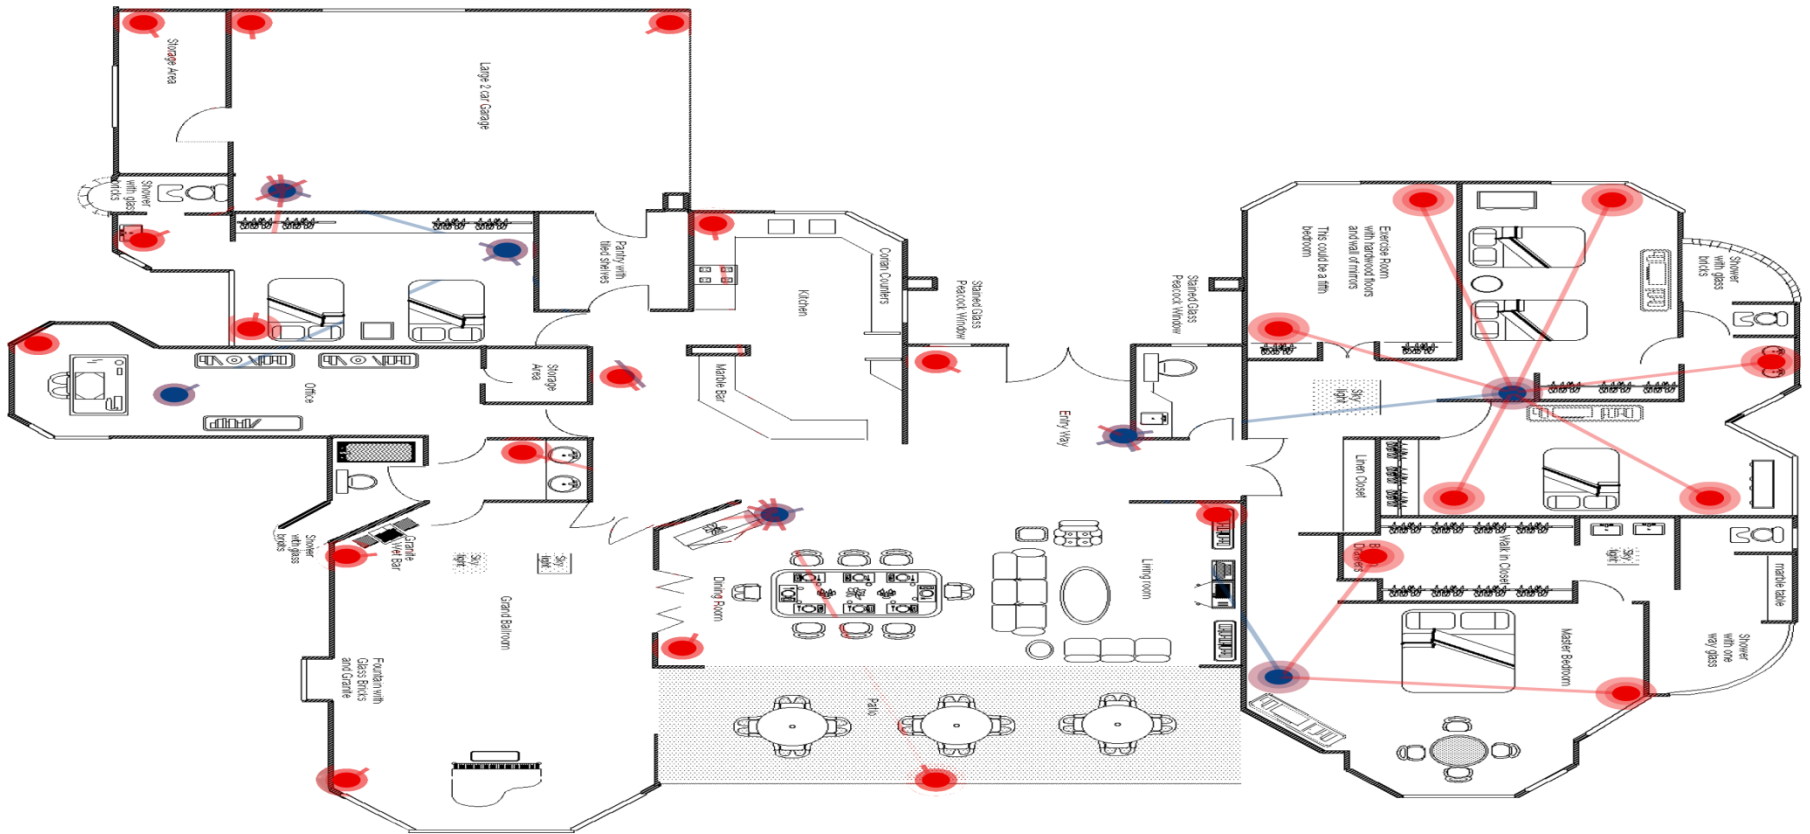 Storage Area
Large 2 car Garage
Shower
with glass
bricks
Pantry with
tiled shelves
Kitchen
Corian Counters
Stained Glass
Peacock Window
Stained Glass
Peacock Window
Exercise Room
with hardwood floors
and wall of mirrors
This could be a fifth
bedroom
Shower
with glass
bricks
Office
Storage
Area
Marble Bar
Entry Way
Sky
light
Linen Closet
Granite
Wet Bar
Shower
with glass
bricks
Sky
light
Sky
light
Grand Ballroom
Fountain with
Glass Bricks
and Granite
Dining Room
Living room
Patio
Walk in Closet
Sky
light
marble table
Master Bedroom
Shower
with one
way glass